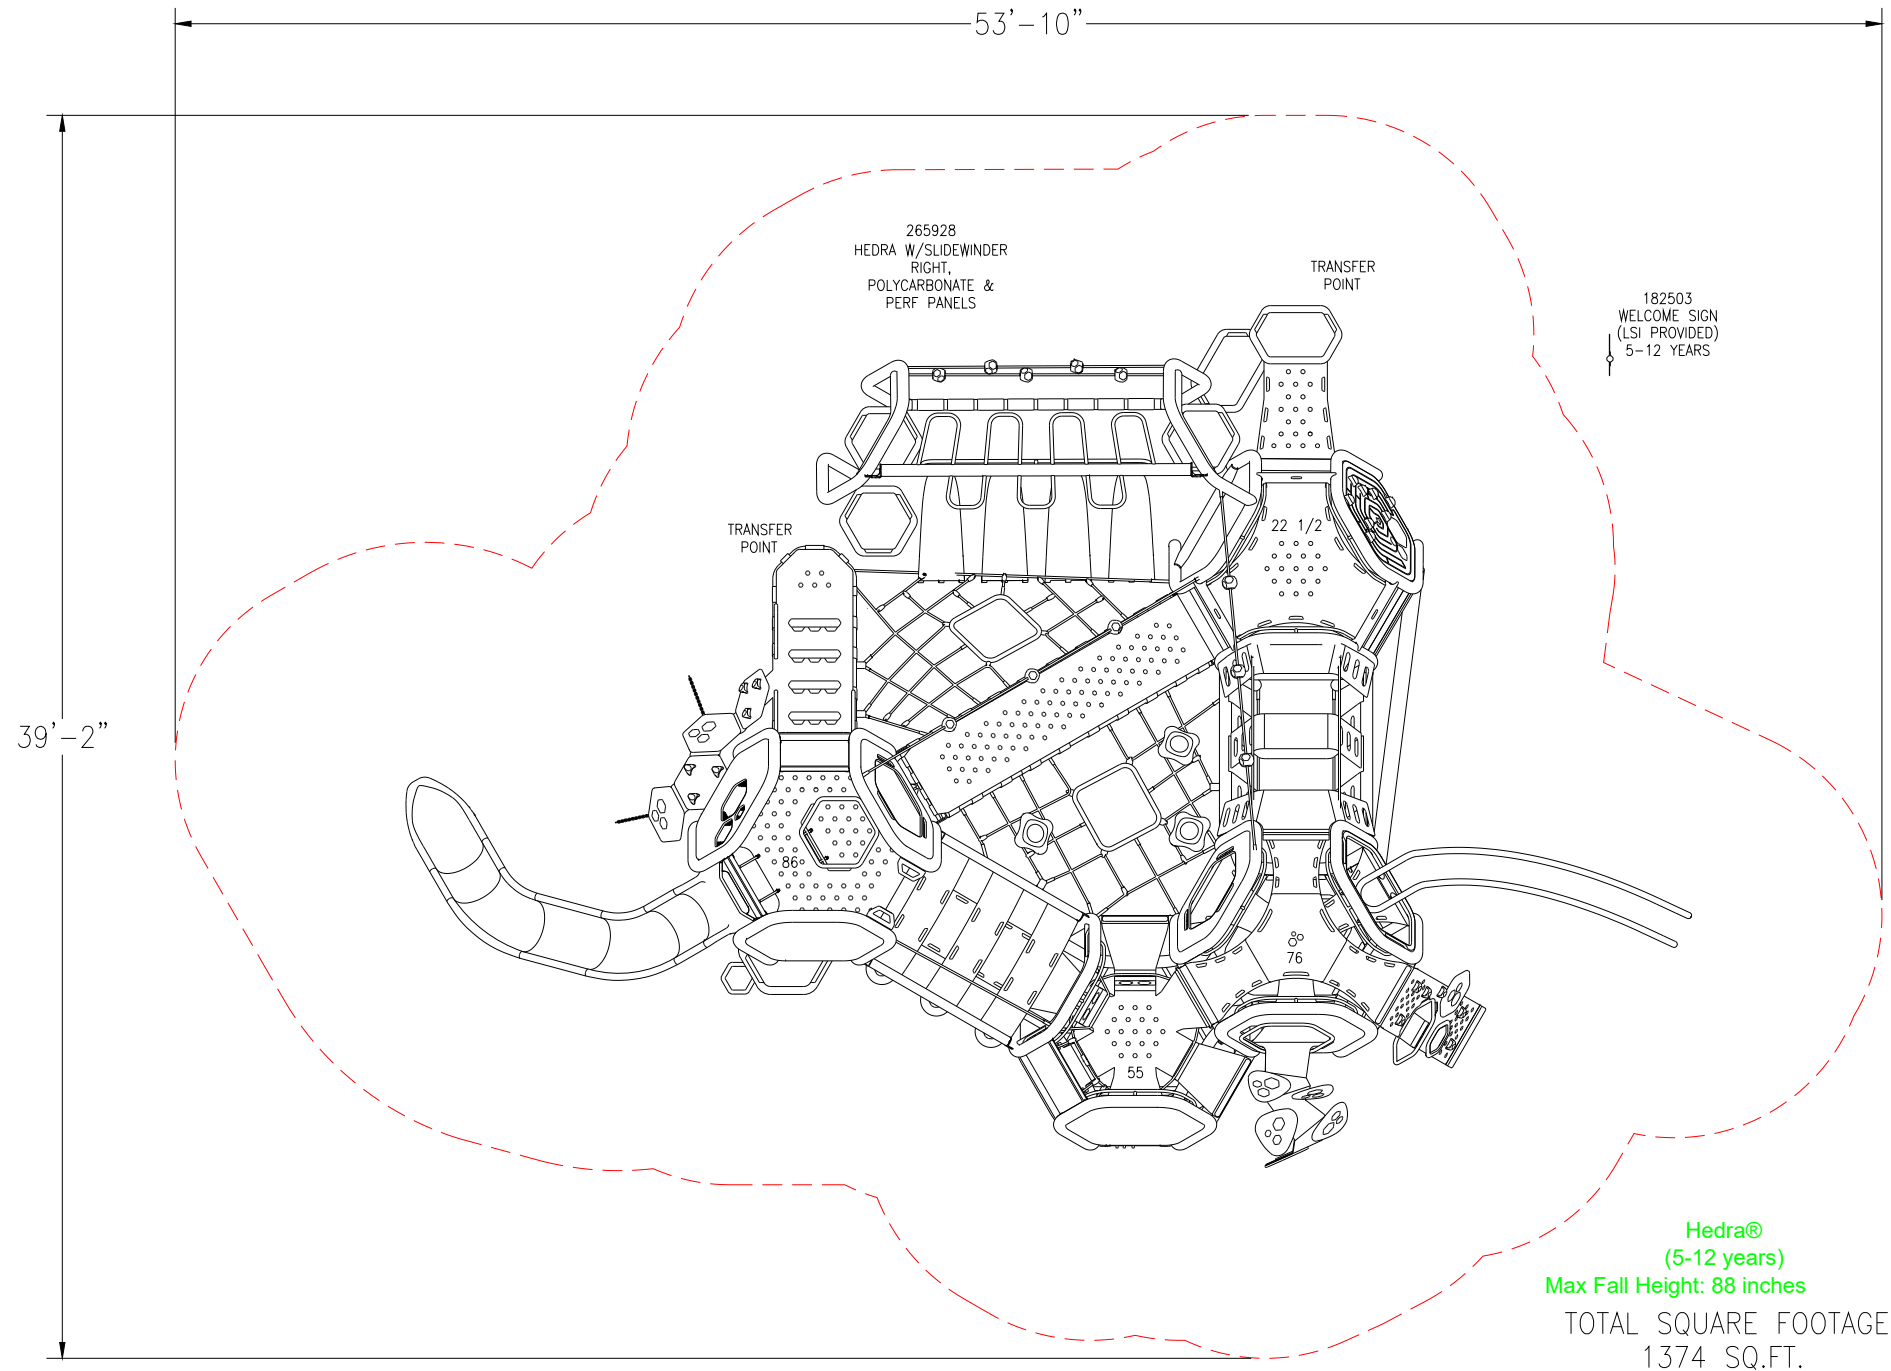 53'-10"
265928
HEDRA W/SLIDEWINDER
RIGHT,
POLYCARBONATE &
PERF PANELS
TRANSFER
POINT
182503
WELCOME SIGN
(LSI PROVIDED)
5-12 YEARS
22 1/2
TRANSFER
POINT
39'-2"
86
76
55
Hedra®
(5-12 years)
Max Fall Height: 88 inches
TOTAL SQUARE FOOTAGE
1374 SQ.FT.